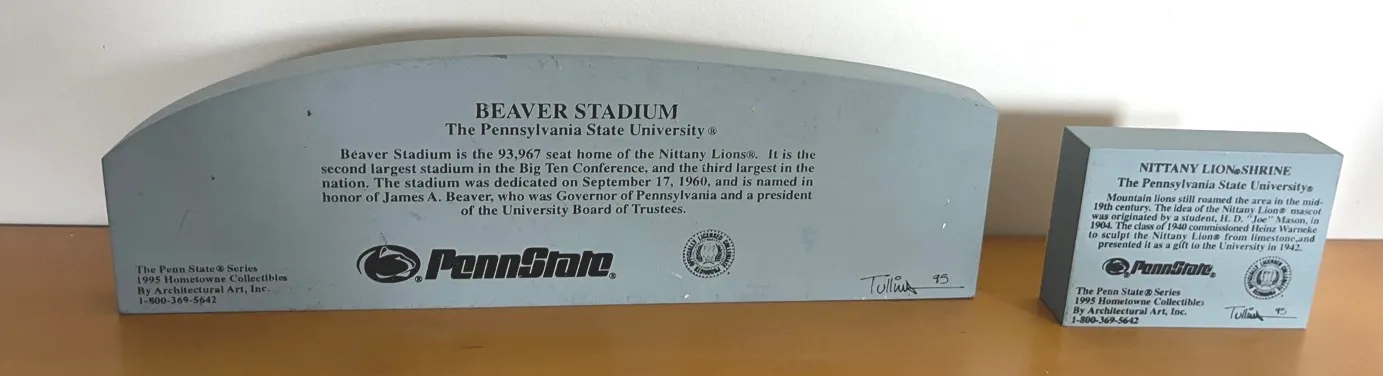 BEAVER STADIUM
The Pennsylvania State University®
Beaver Stadium is the 93,967 seat home of the Nittany Lions®. It is the
second largest stadium in the Big Ten Conference, and the third largest in the
nation. The stadium was dedicated on September 17, 1960, and is named in
honor of James A. Beaver, who was Governor of Pennsylvania and a president
of the University Board of Trustees.
PennState®
The Penn State® Series
1995 Hometowne Collectibles
By Architectural Art, Inc.
1-800-369-5642
95
NITTANY LION® SHRINE
The Pennsylvania State University®
Mountain lions still roamed the area in the mid-
19th century. The idea of the Nittany Lion® mascot
was originated by a student, H. D. "Joe" Mason, in
1904. The class of 1940 commissioned Heinz Warneke
to sculpt the Nittany Lion® from limestone,and
presented it as a gift to the University in 1942.
PennState®
The Penn State® Series
1995 Hometowne Collectibles
By Architectural Art, Inc.
1-800-369-5642
95